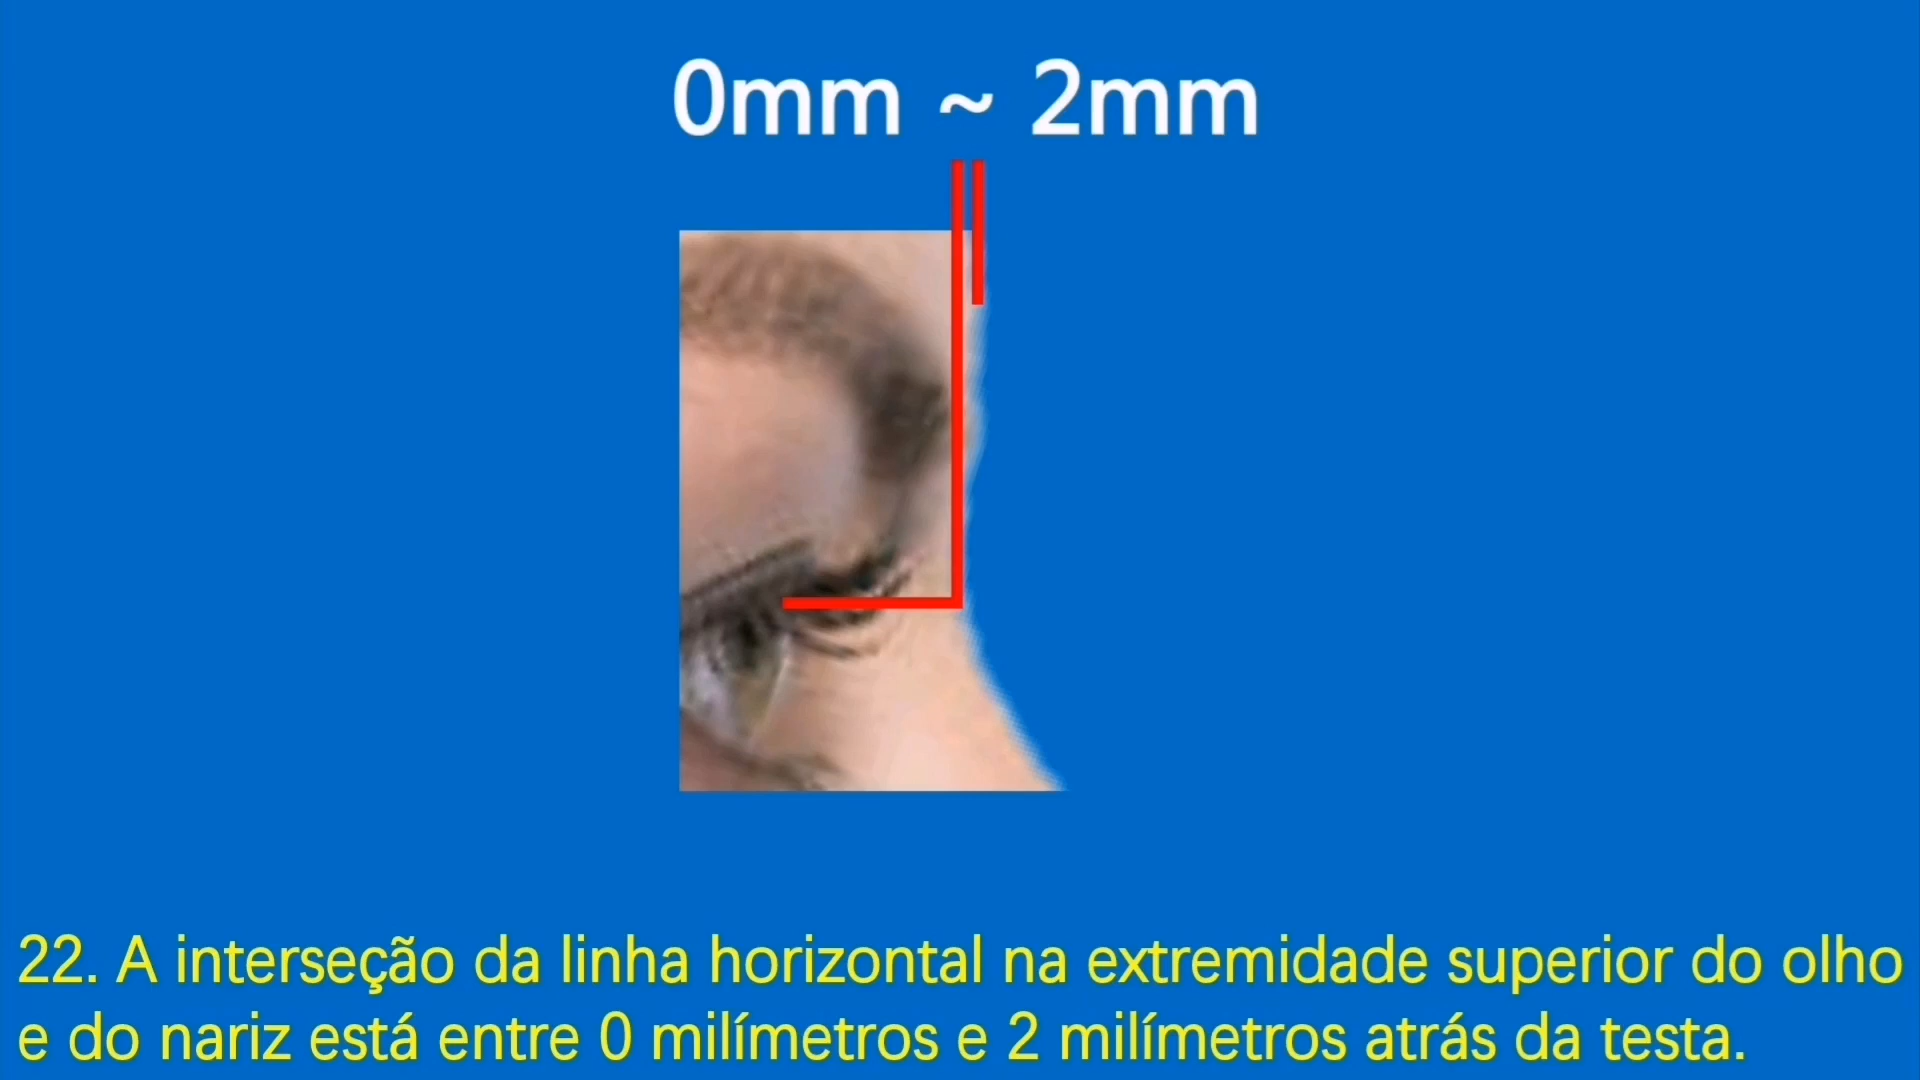 0mm ~ 2mm
22. A interseção da linha horizontal na extremidade superior do olho
e do nariz está entre 0 milímetros e 2 milímetros atrás da testa.